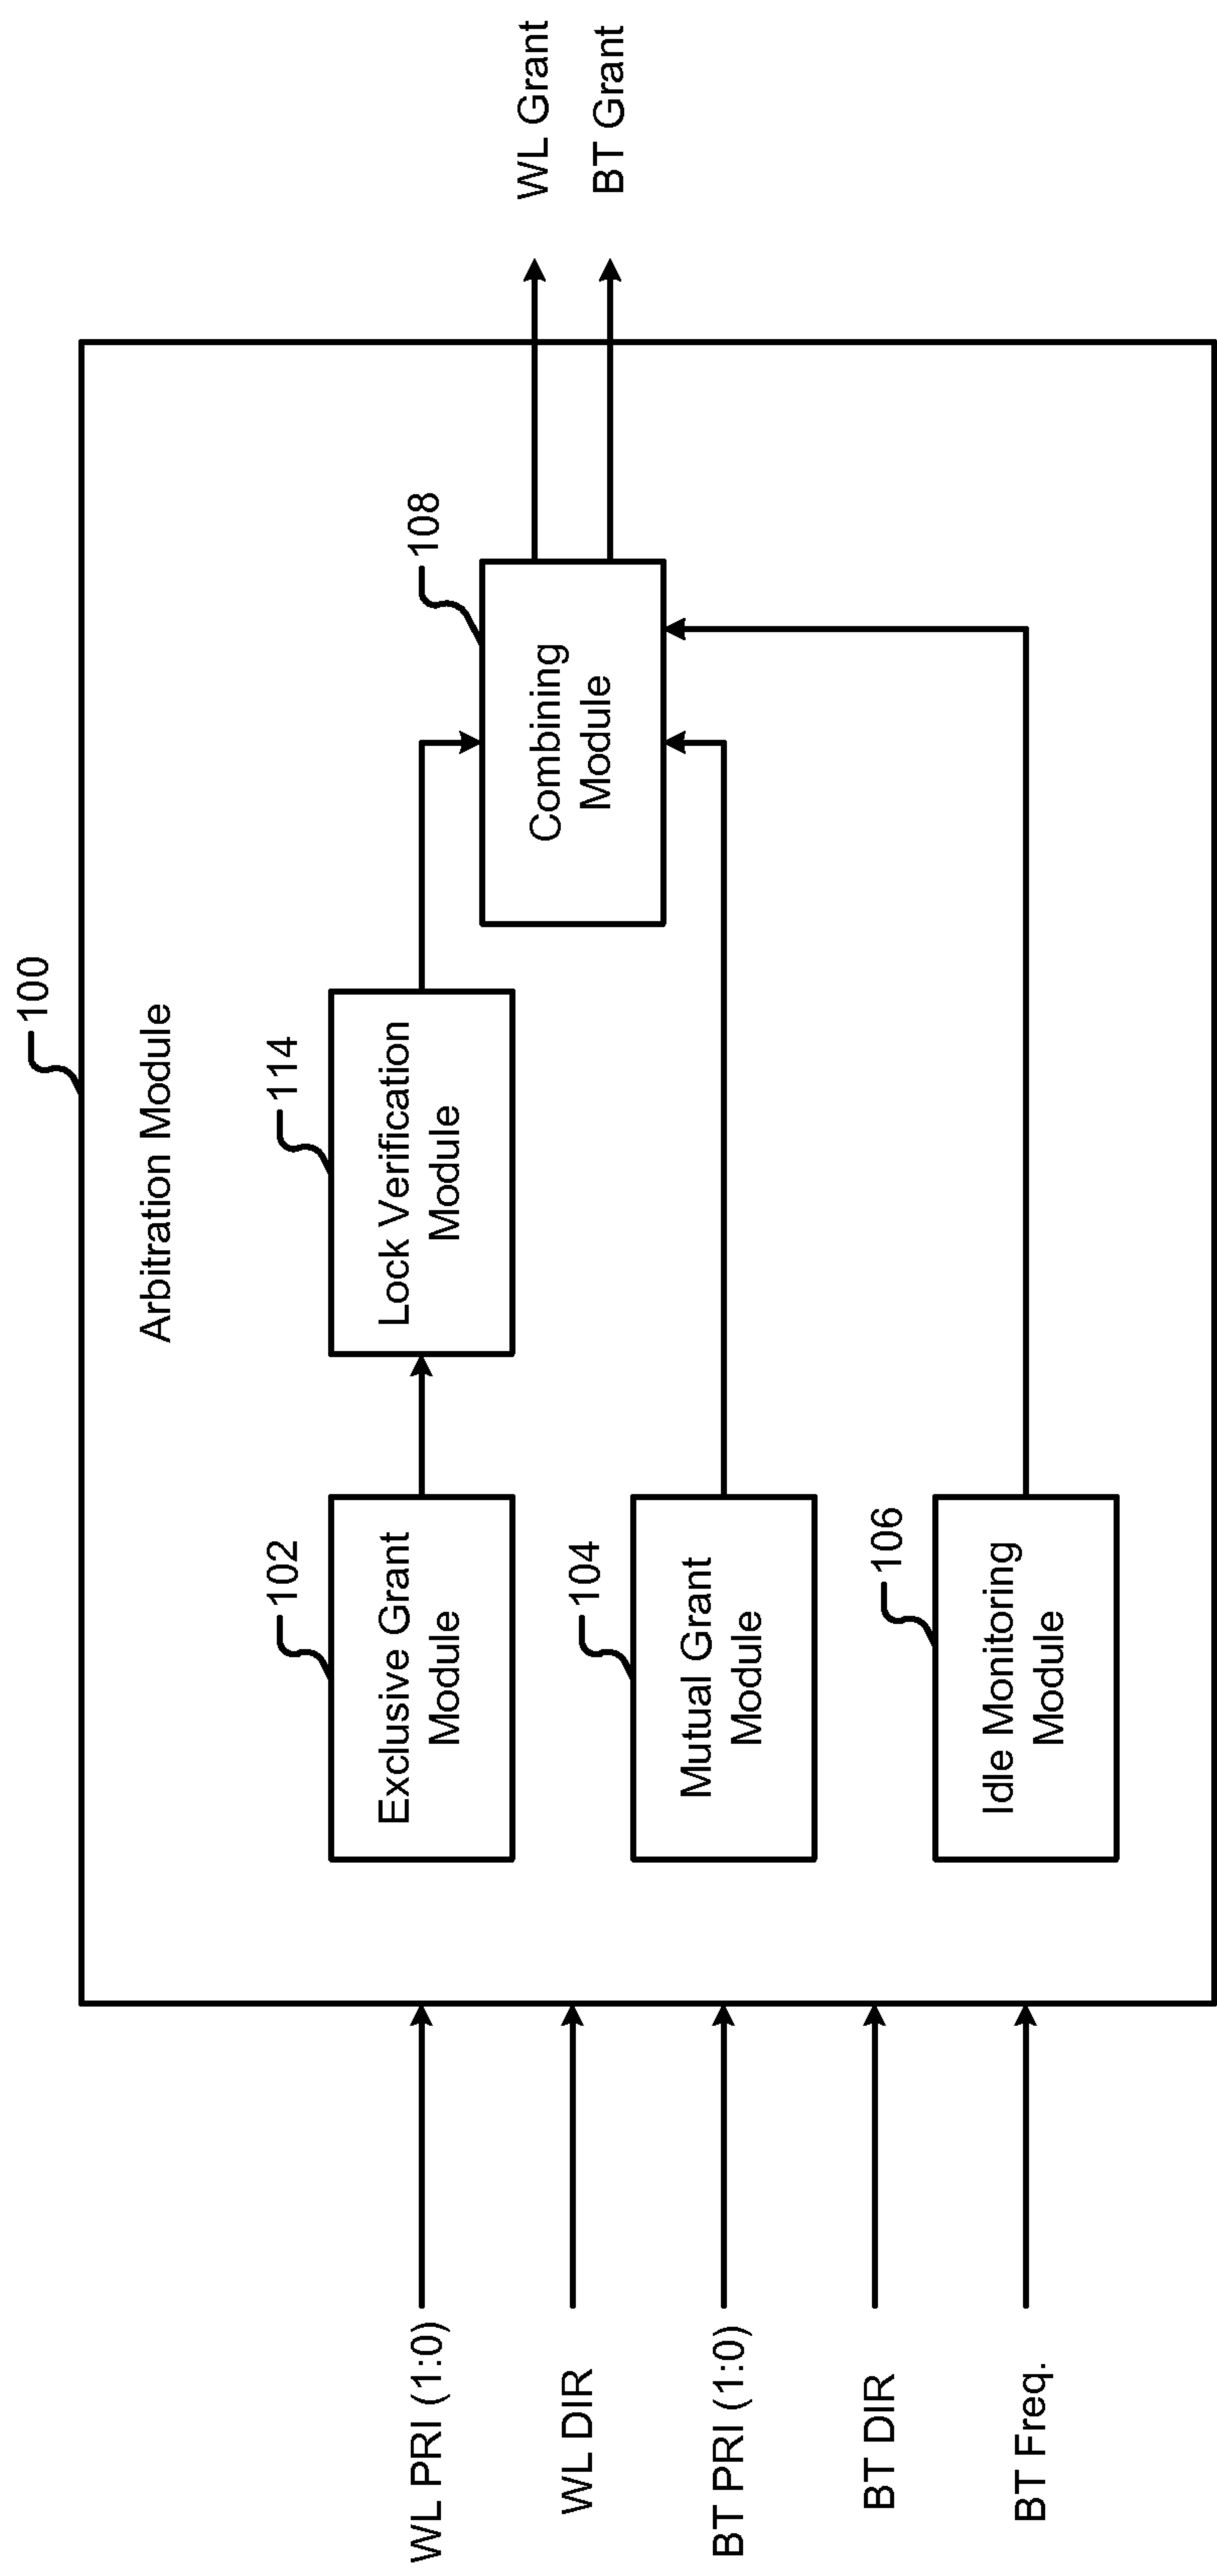 100
Arbitration Module
WL PRI (1:0)
WL DIR
BT PRI (1:0)
BT DIR
BT Freq.
102
Exclusive Grant
Module
114
Lock Verification
Module
104
Mutual Grant
Module
106
Idle Monitoring
Module
108
Combining
Module
WL Grant
BT Grant